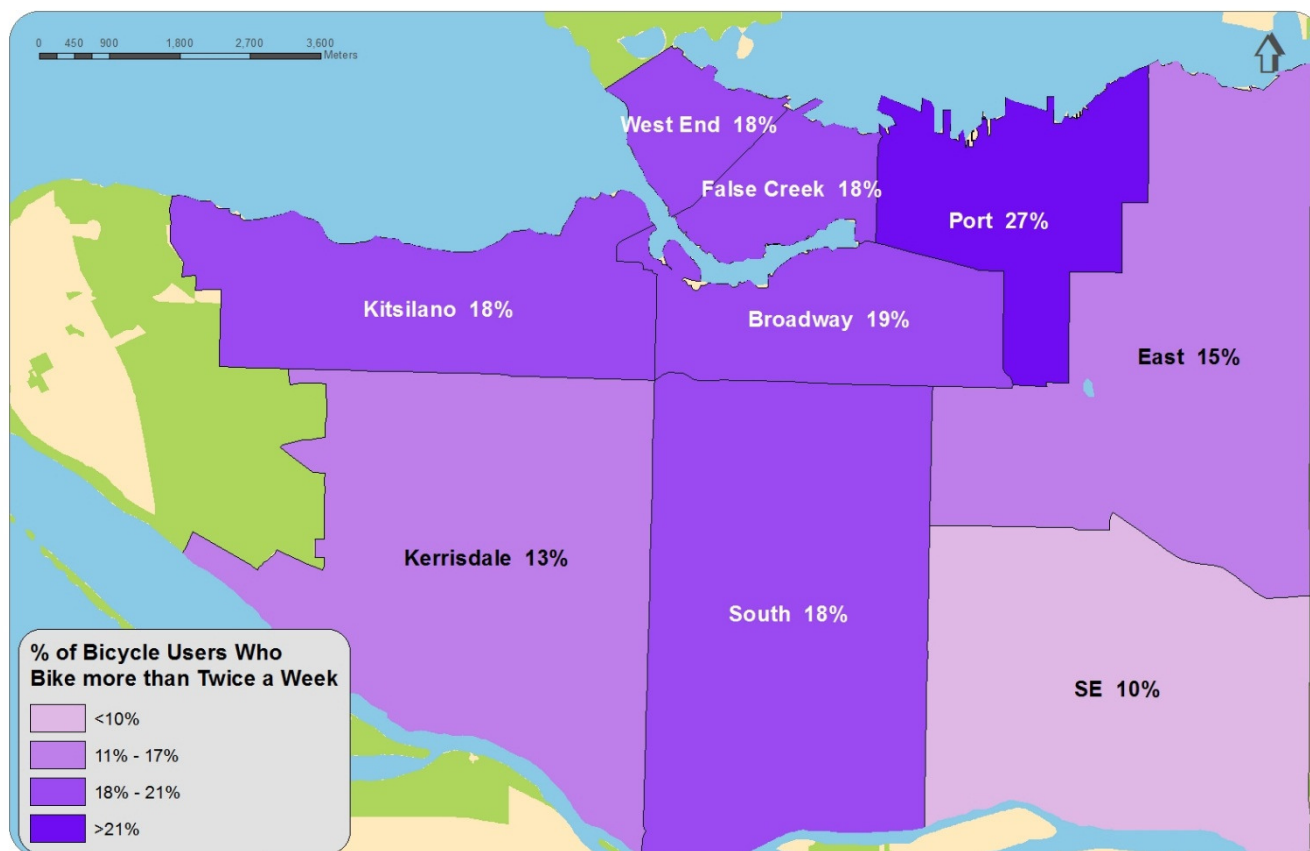 0 450 900 1,800 2,700 3,600
Meters
West End 18%
False Creek 18%
Port 27%
Kitsilano 18%
Broadway 19%
East 15%
Kerrisdale 13%
South 18%
SE 10%
% of Bicycle Users Who
Bike more than Twice a Week
<10%
11% - 17%
18% - 21%
>21%